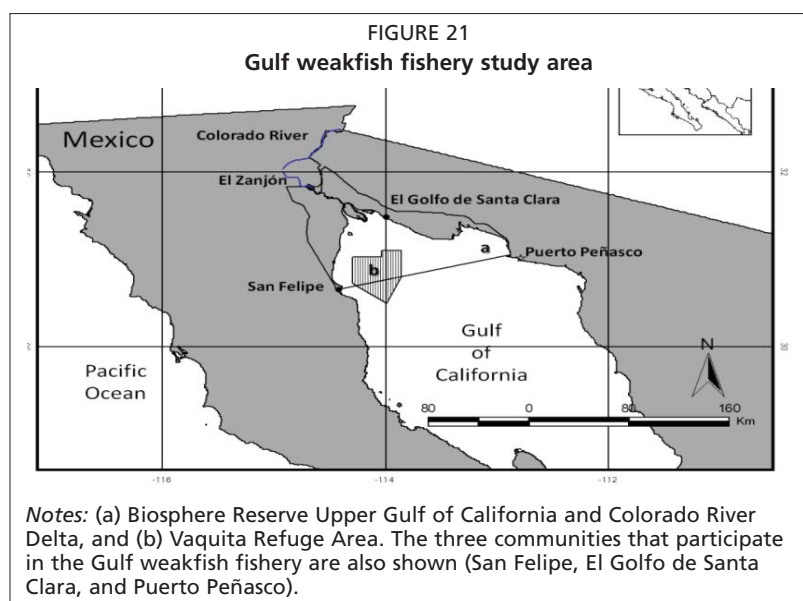 FIGURE 21
Gulf weakfish fishery study area
Mexico
Colorado River
El Zanjón
El Golfo de Santa Clara
a
Puerto Peñasco
b
San Felipe
Gulf
of
California
Pacific
Ocean
N
80 0 80 160
Km
32
30
-116 -114 -112
Notes: (a) Biosphere Reserve Upper Gulf of California and Colorado River
Delta, and (b) Vaquita Refuge Area. The three communities that participate
in the Gulf weakfish fishery are also shown (San Felipe, El Golfo de Santa
Clara, and Puerto Peñasco).